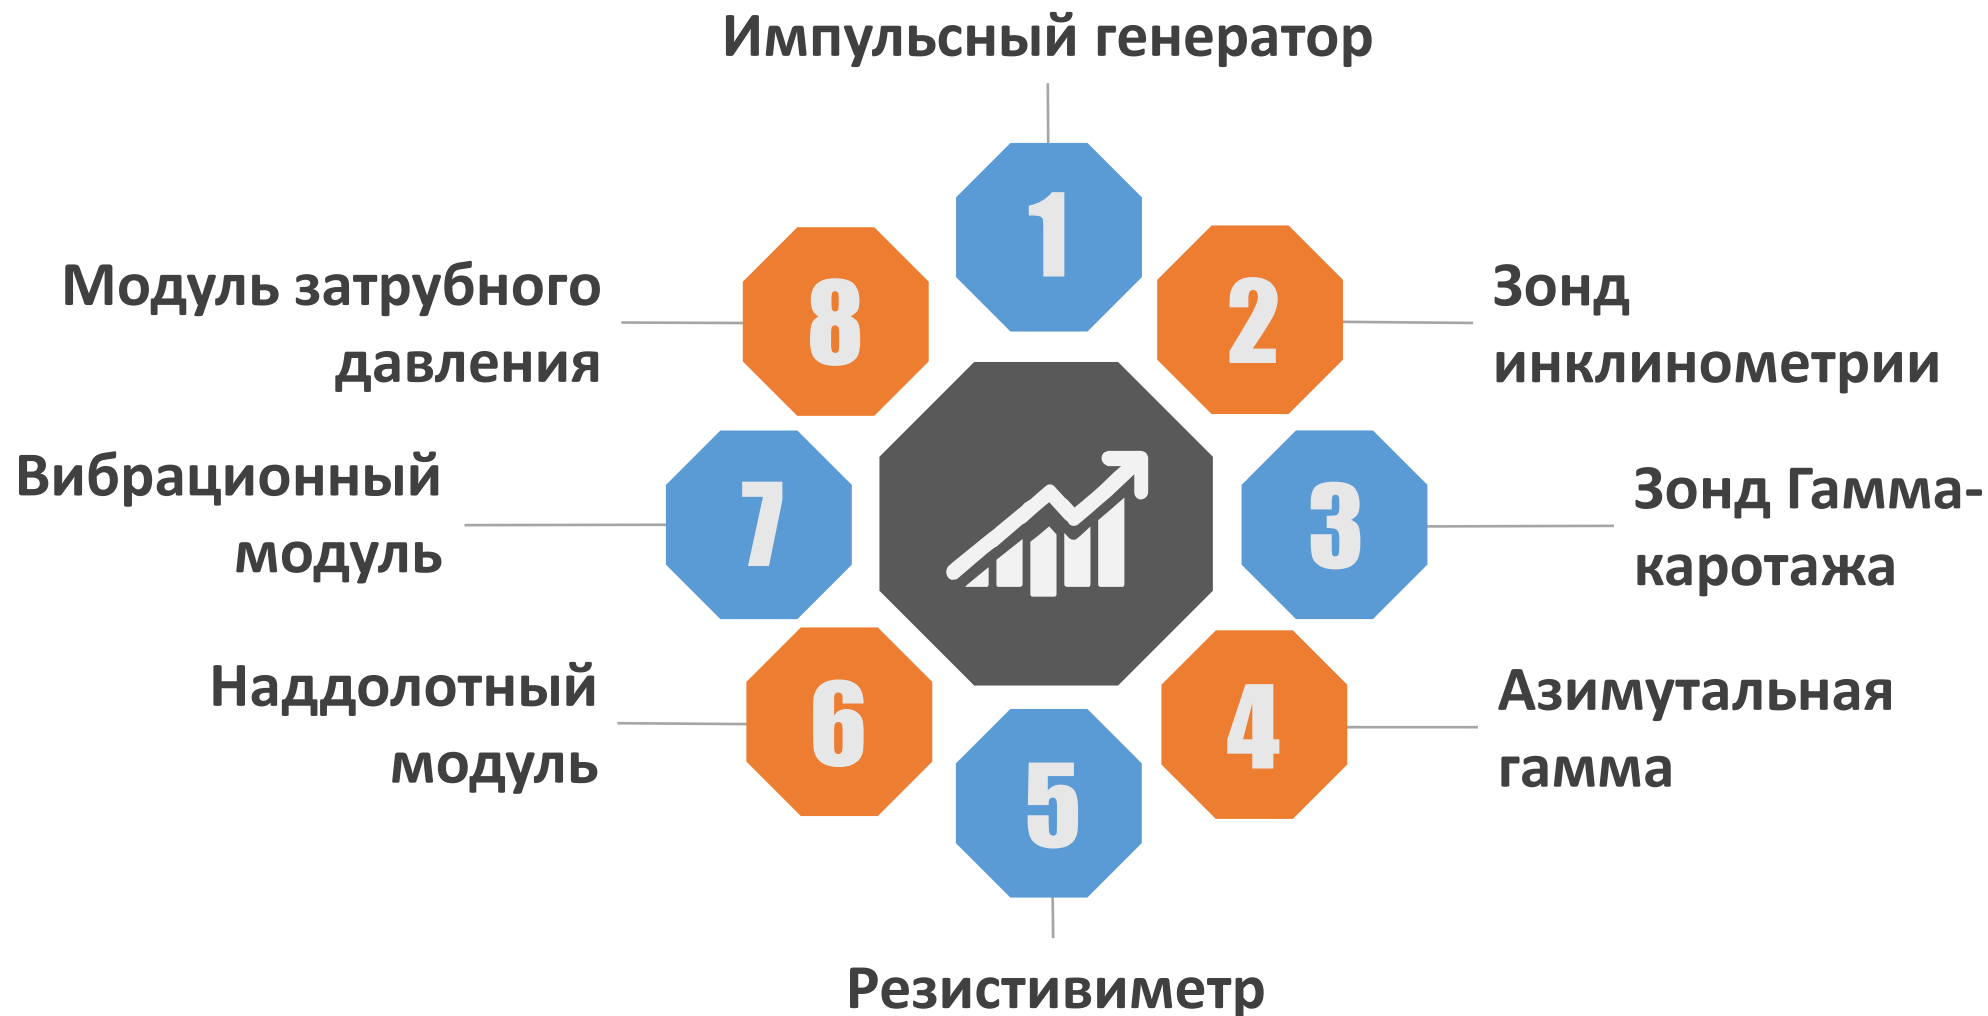 Импульсный генератор
1
2
Зонд
инклинометрии
3
Зонд Гамма-
каротажа
4
Азимутальная
гамма
5
Резистивиметр
6
Наддолотный
модуль
7
Вибрационный
модуль
8
Модуль затрубного
давления